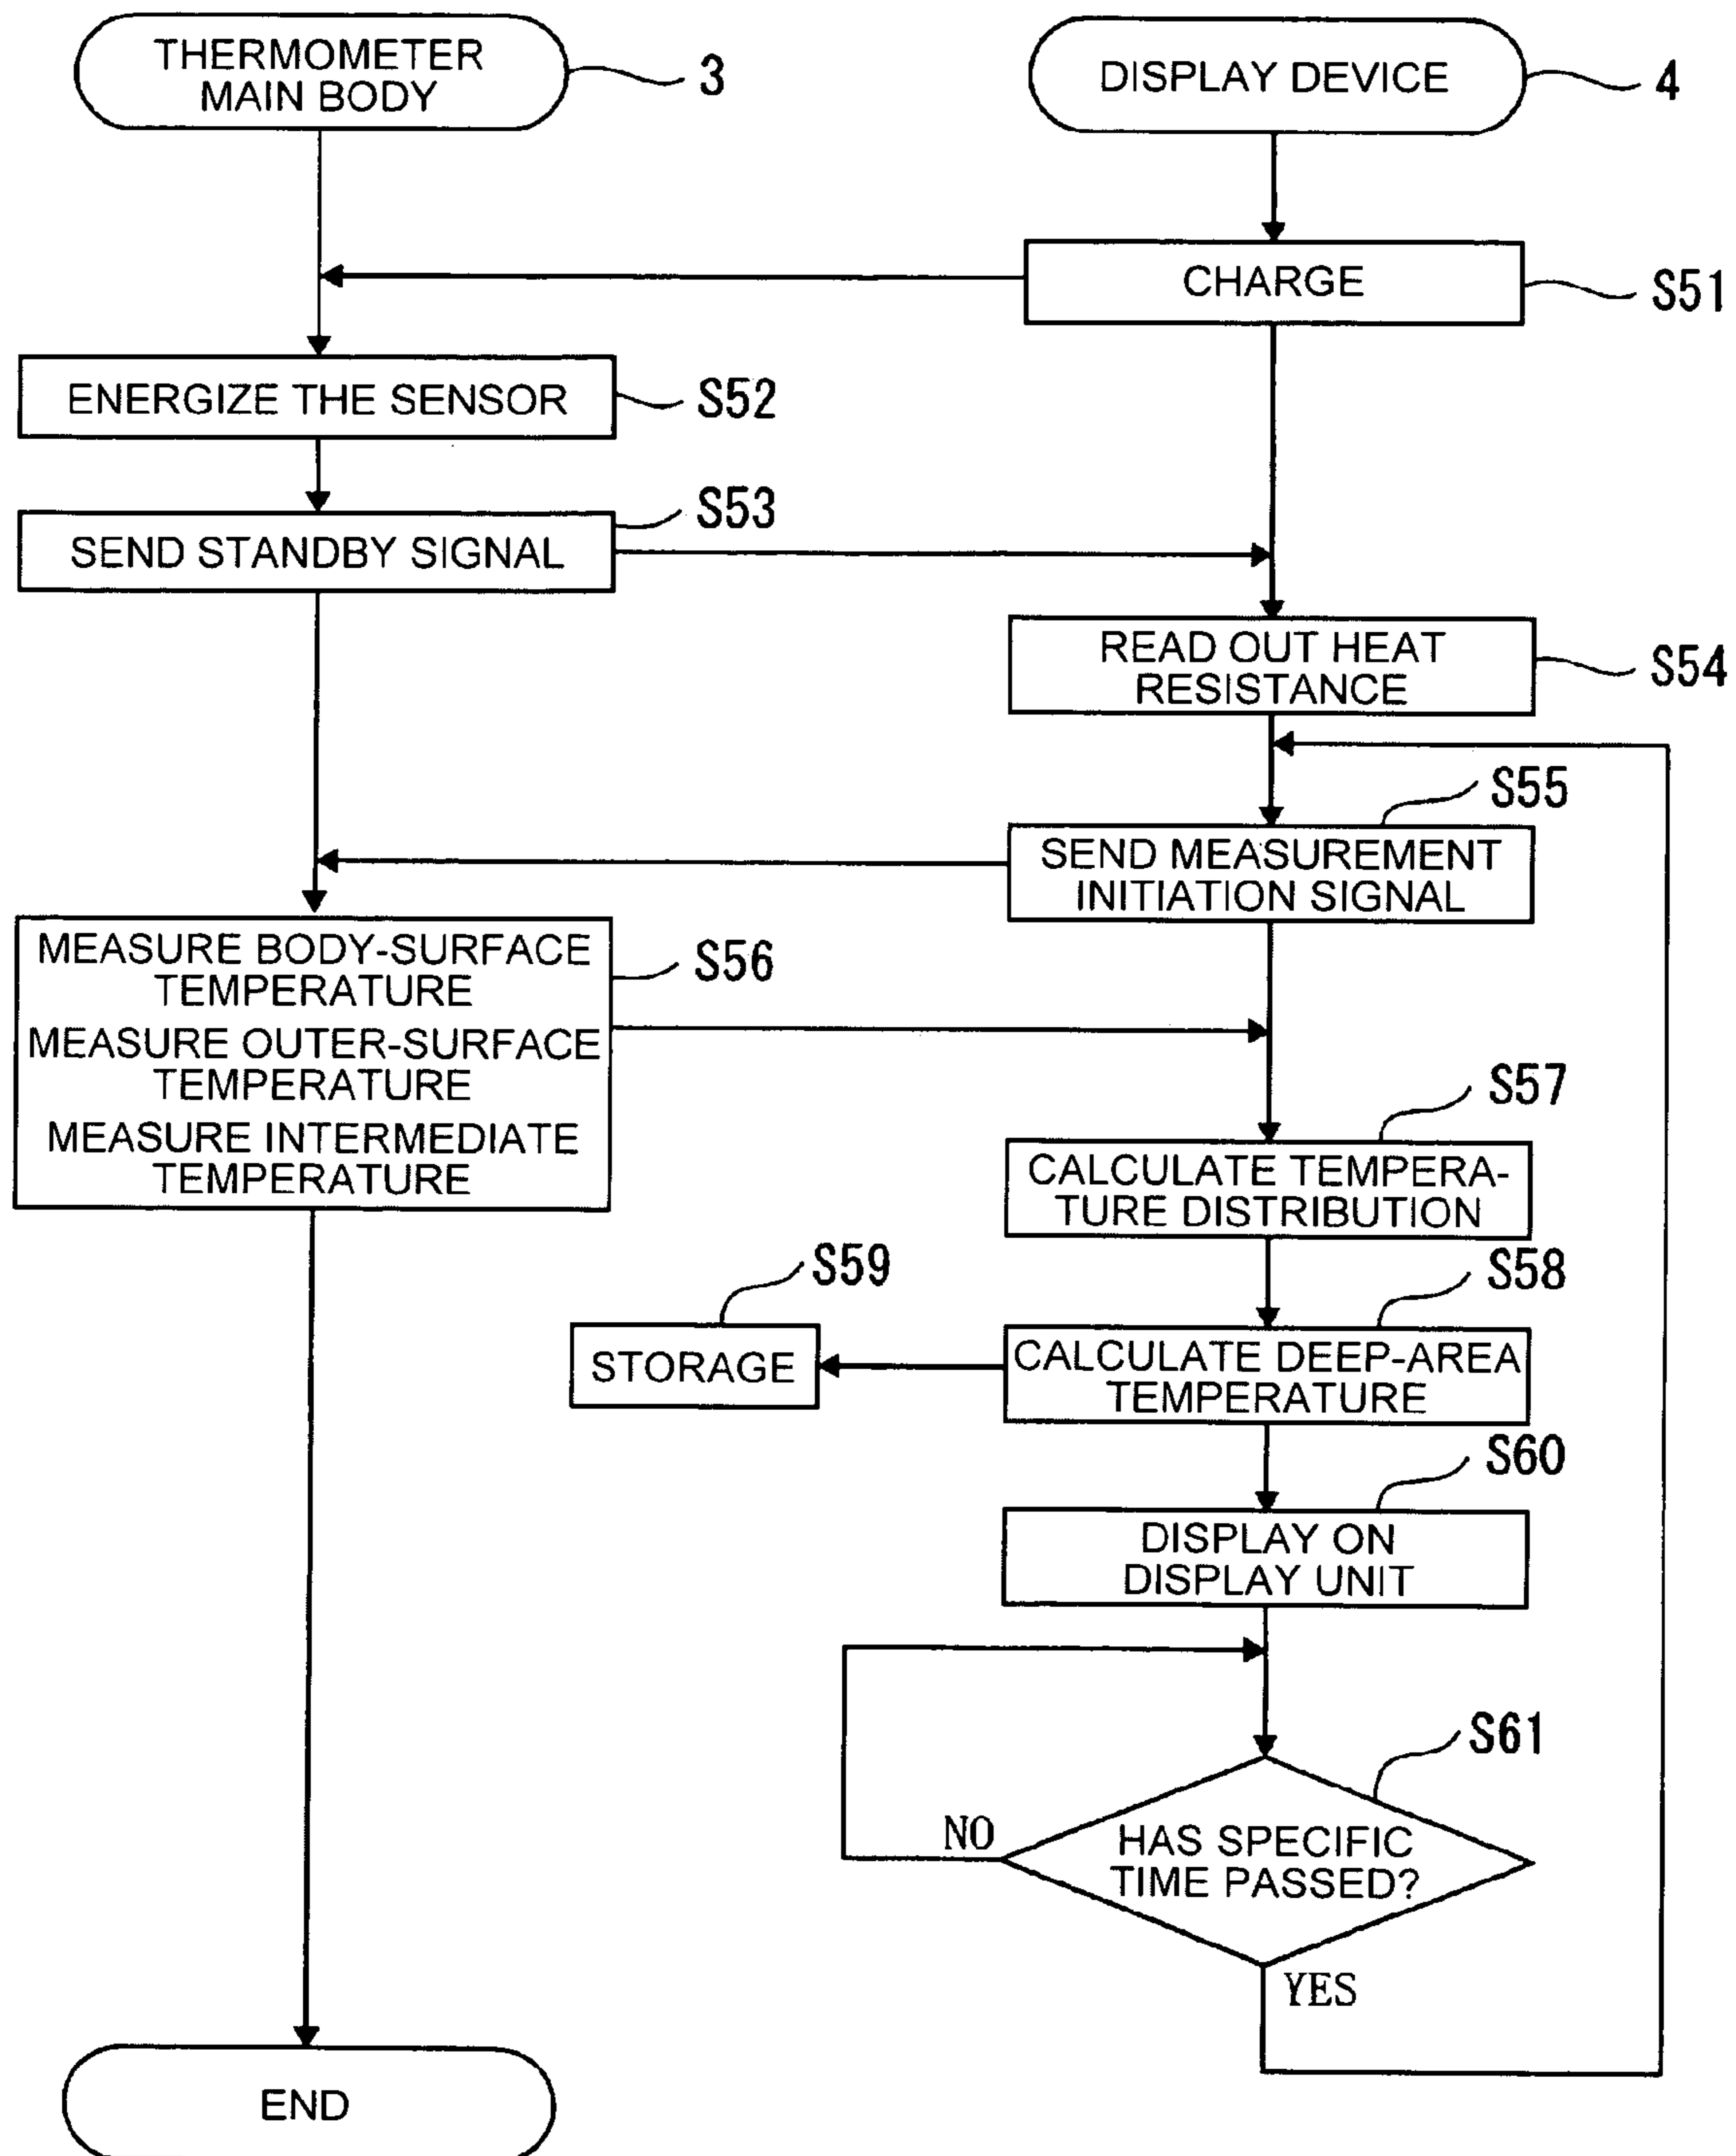 THERMOMETER
MAIN BODY
3
DISPLAY DEVICE
4
CHARGE
S51
ENERGIZE THE SENSOR
S52
SEND STANDBY SIGNAL
S53
READ OUT HEAT
RESISTANCE
S54
S55
SEND MEASUREMENT
INITIATION SIGNAL
MEASURE BODY-SURFACE
TEMPERATURE
MEASURE OUTER-SURFACE
TEMPERATURE
MEASURE INTERMEDIATE
TEMPERATURE
S56
S57
CALCULATE TEMPERA-
TURE DISTRIBUTION
S58
CALCULATE DEEP-AREA
TEMPERATURE
S59
STORAGE
S60
DISPLAY ON
DISPLAY UNIT
S61
HAS SPECIFIC
TIME PASSED?
NO
YES
END